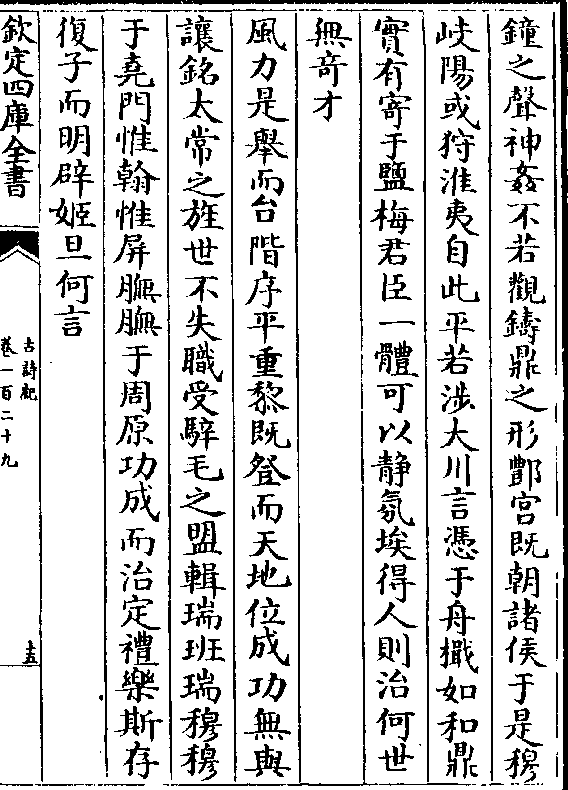 鐘之聲神姦不若觀鑄鼎之形酆宮既朝諸侯于是穆
岐陽或狩淮夷自此平若涉大川言憑于舟檝如和鼎
實有寄于鹽梅君臣一體可以静氛埃得人則治何世
無奇才
風力是舉而台階序平重黎既登而天地位成功無與
讓銘太常之旌世不失職受騂毛之盟輯瑞班瑞穆穆
于堯門惟翰惟屏膴膴于周原功成而治定禮樂斯存
復子而明辟姬旦何言
欽定四庫全書
古詩紀
卷一百二十九
十五